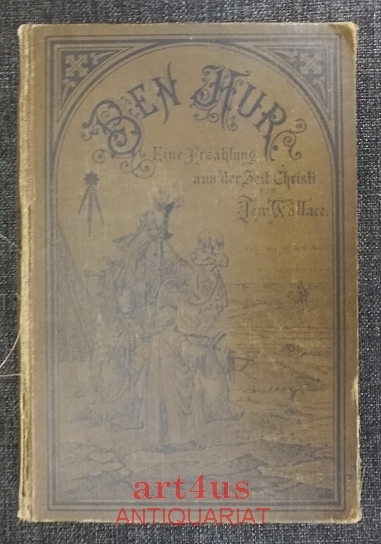 BEN HUR.
Eine Erzählung
aus der Zeit Christi
von
Lew. Wallace.
art4us
ANTIQUARIAT